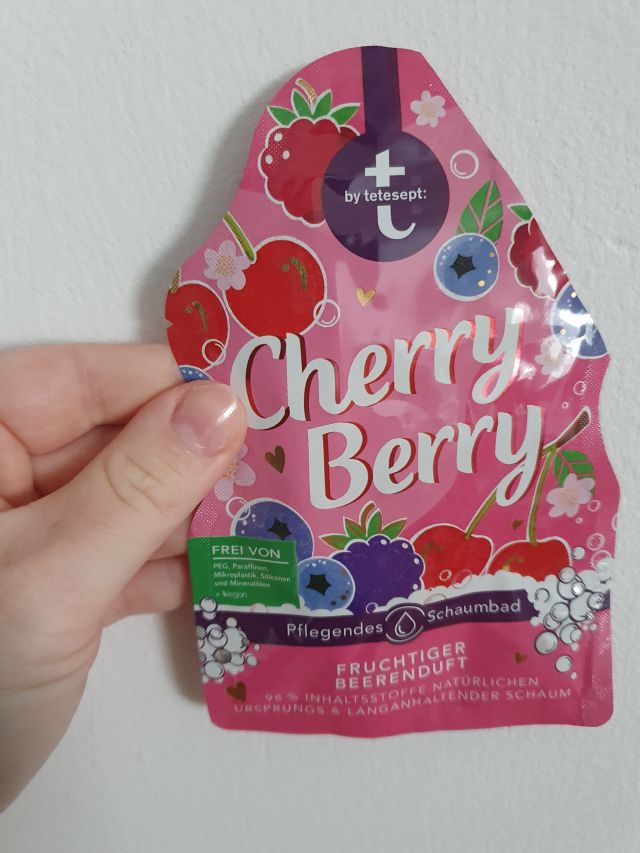 t
by tetesept:
Cherry
Berry
FREI VON
PEG, Paraffinen,
Mikroplastik, Silikonen
und Mineralölen
+ Vegan
Pflegendes Schaumbad
FRUCHTIGER
BEERENDUFT
98 % INHALTSSTOFFE NATÜRLICHEN
URSPRUNGS & LANGANHALTENDER SCHAUM